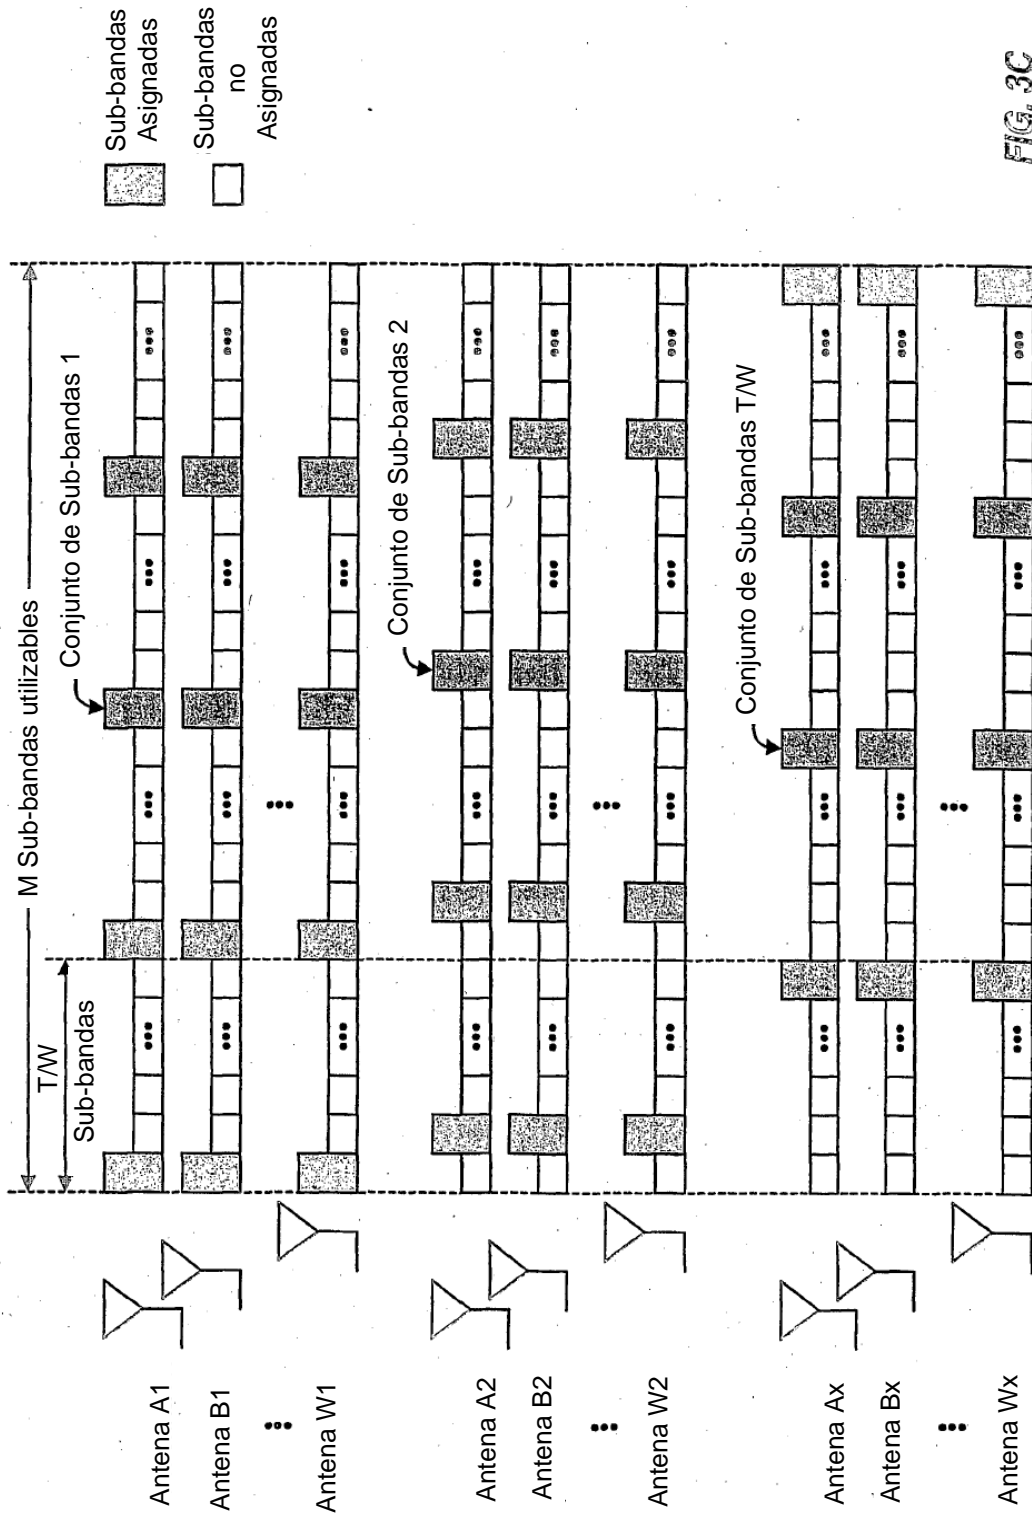 M Sub-bandas utilizables
T/W
Sub-bandas
Conjunto de Sub-bandas 1
Antena A1
Antena B1
•••
Antena W1
Conjunto de Sub-bandas 2
Antena A2
Antena B2
•••
Antena W2
Conjunto de Sub-bandas T/W
Antena Ax
Antena Bx
•••
Antena Wx
Sub-bandas
Asignadas
Sub-bandas
no
Asignadas
FIG. 3C